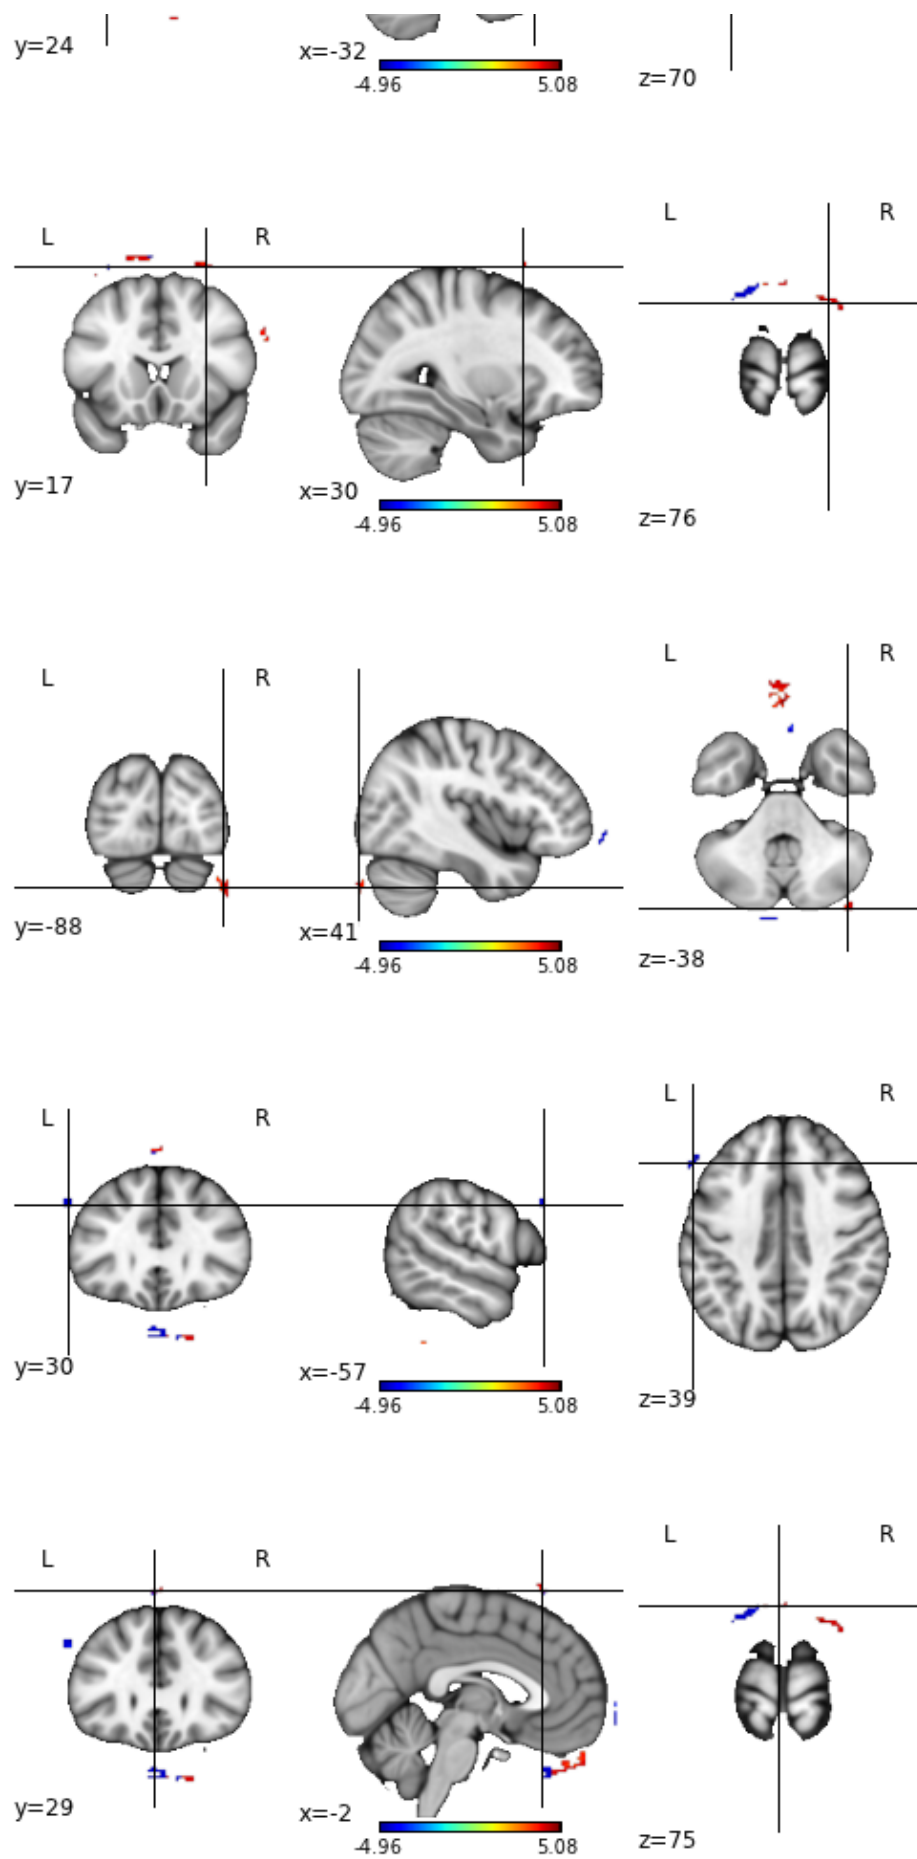 y=24
x=-32
-4.96 5.08
z=70
L R L R
y=17
x=30
-4.96 5.08
z=76
L R L R
y=-88
x=41
-4.96 5.08
z=-38
L R L R
y=30
x=-57
-4.96 5.08
z=39
L R L R
y=29
x=-2
-4.96 5.08
z=75